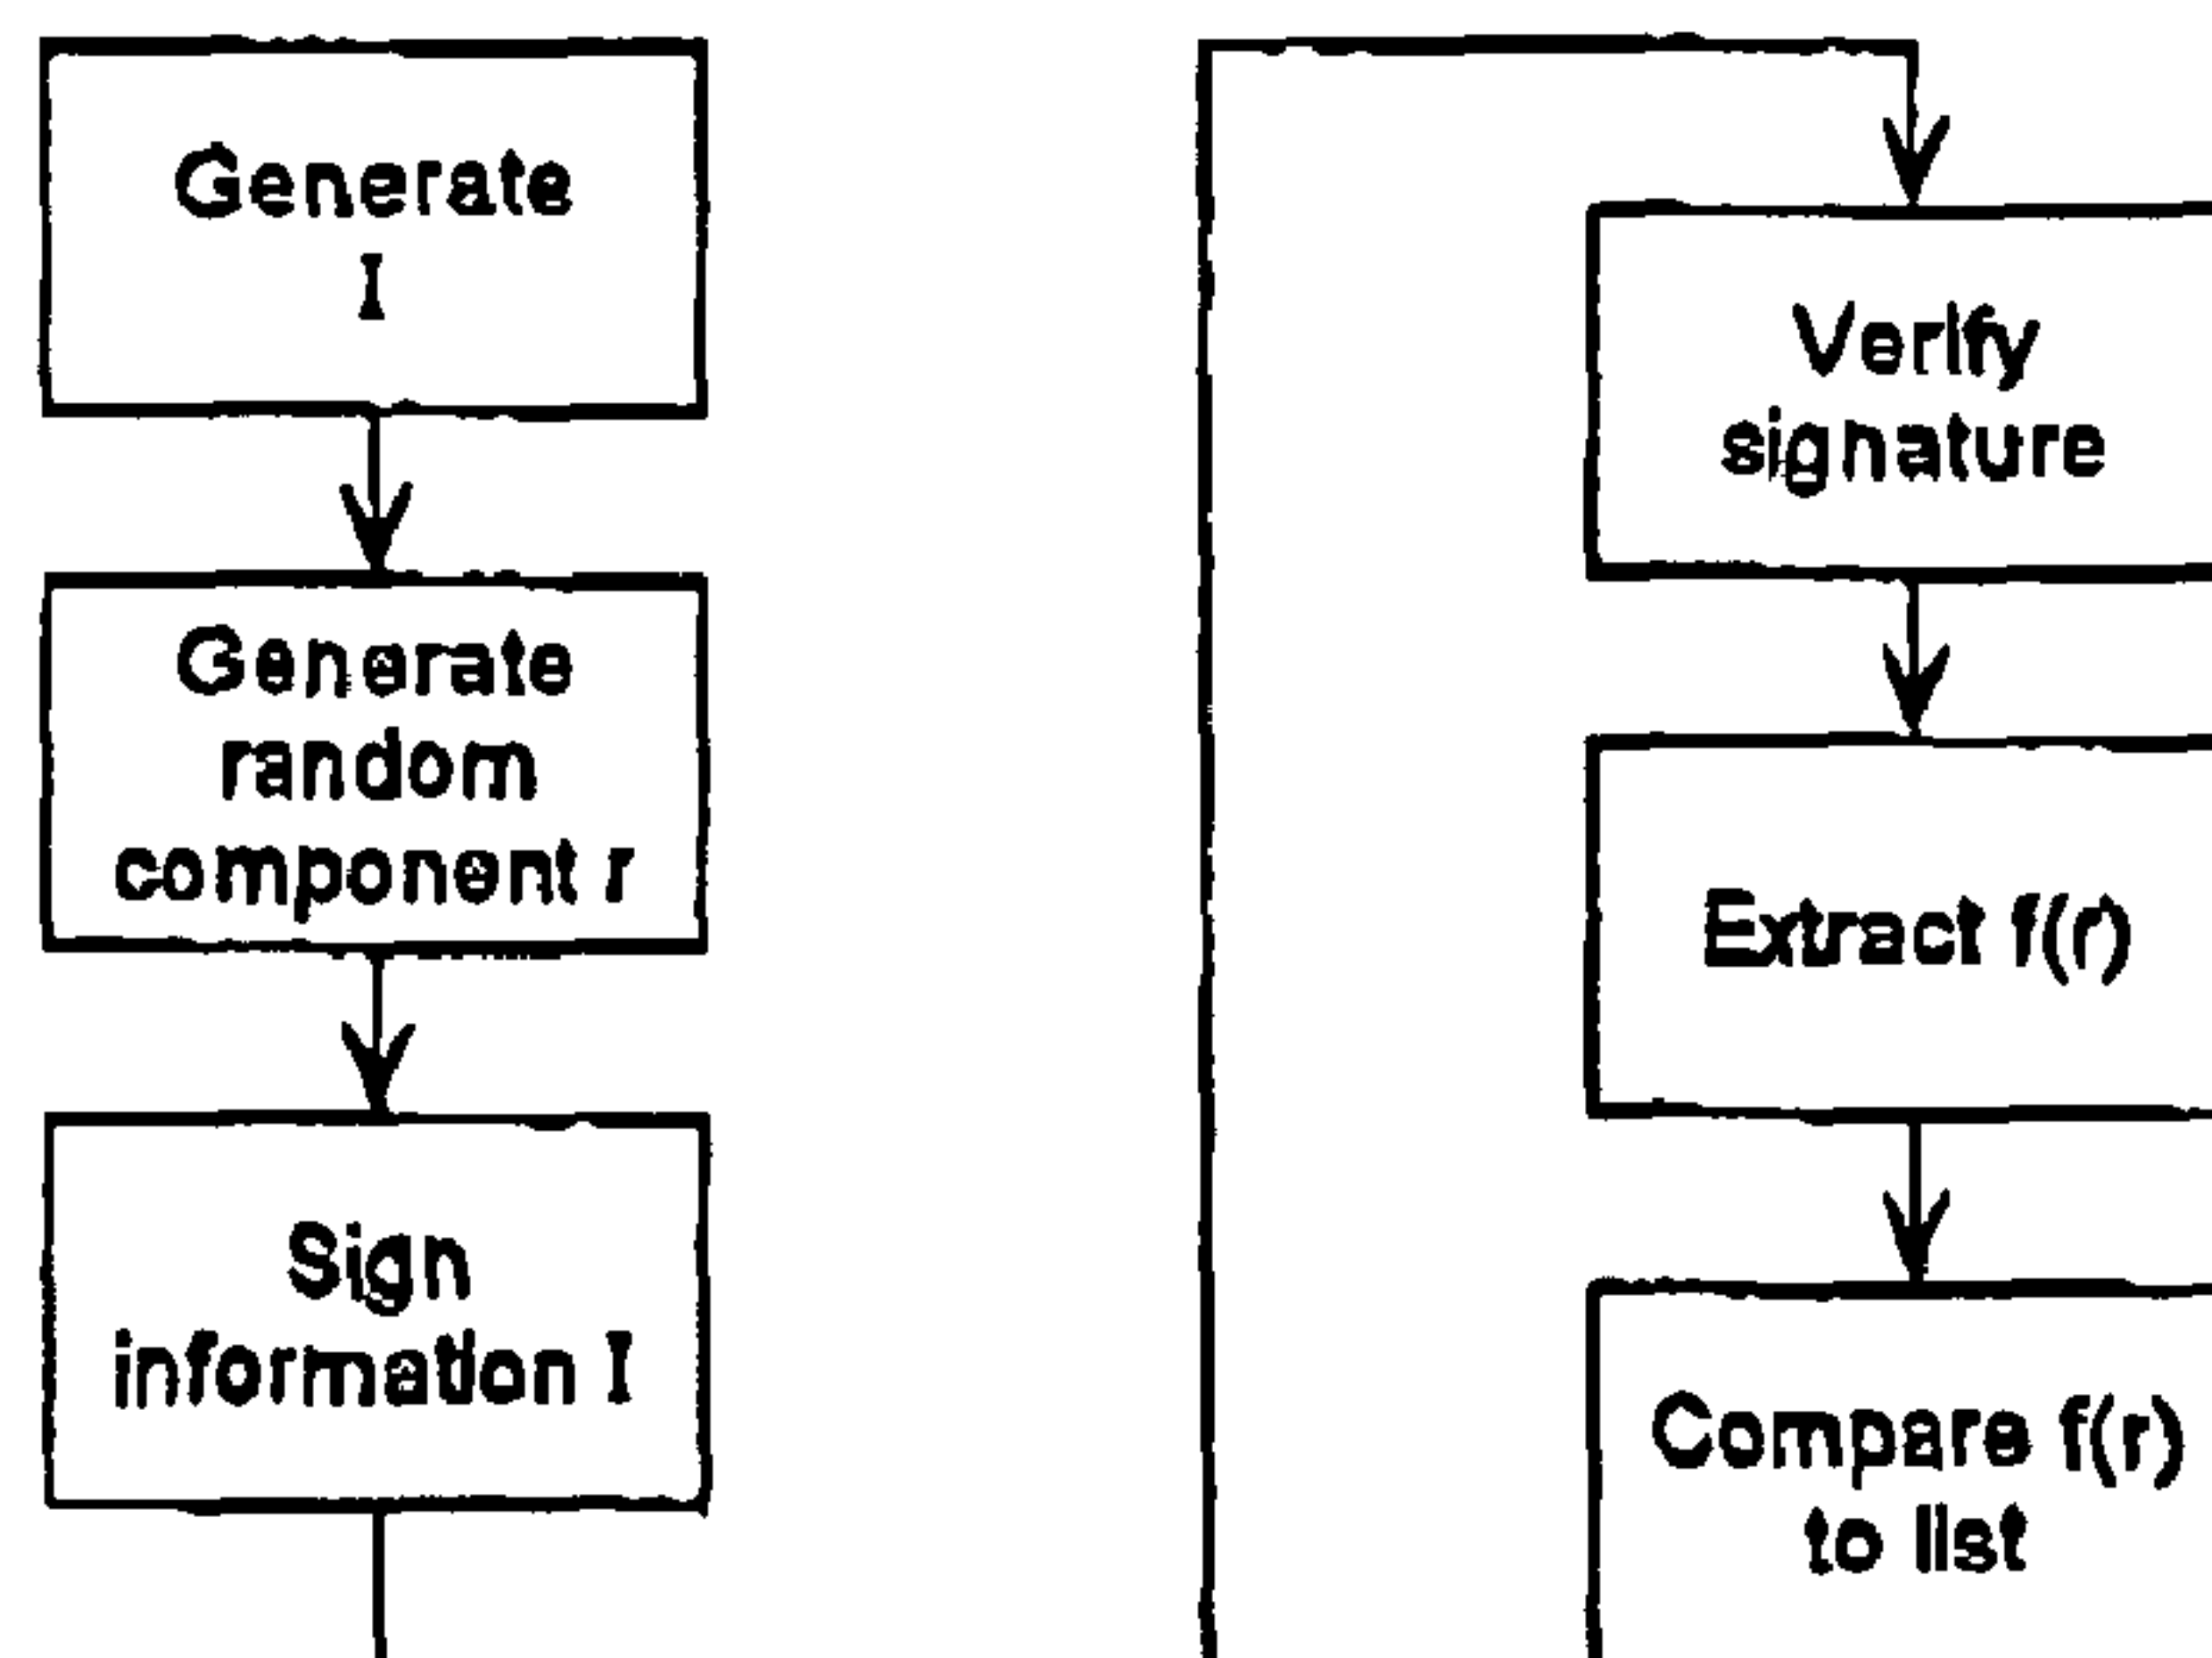 Generate
I
Generate
random
component r
Sign
information I
Verify
signature
Extract f(r)
Compare f(r)
to list